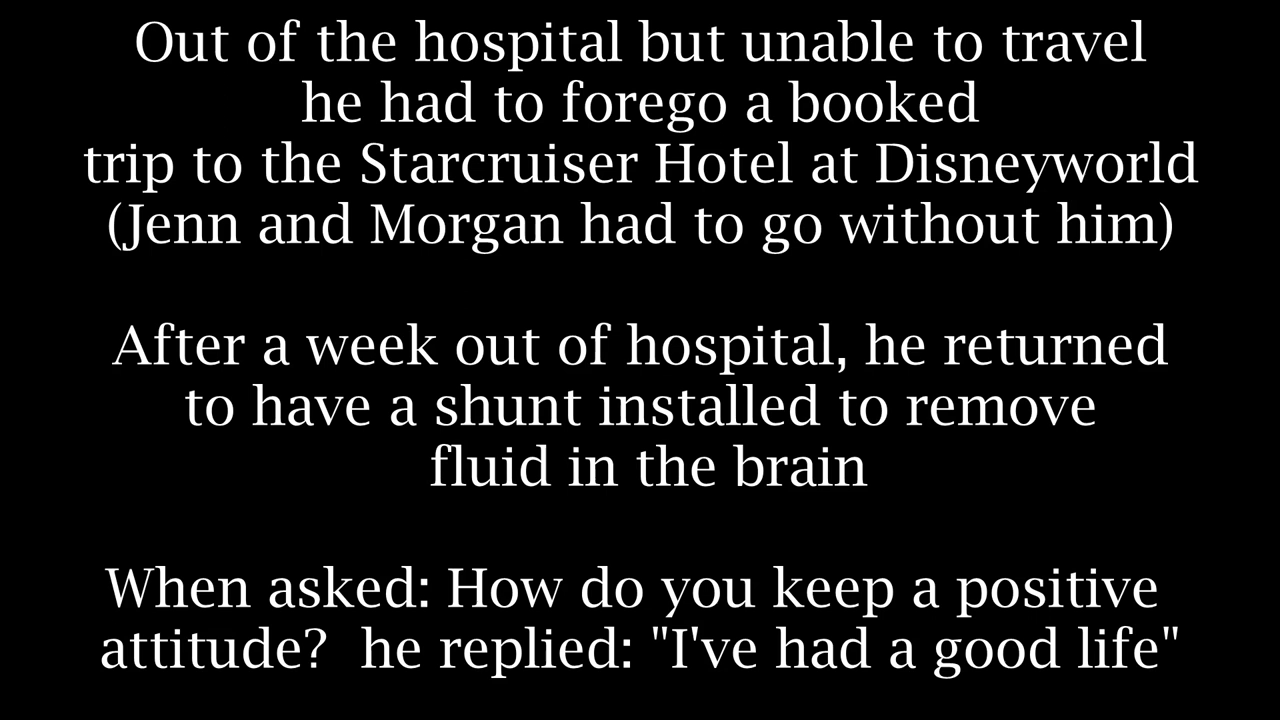 Out of the hospital but unable to travel
he had to forego a booked
trip to the Starcruiser Hotel at Disneyworld
(Jenn and Morgan had to go without him)
After a week out of hospital, he returned
to have a shunt installed to remove
fluid in the brain
When asked: How do you keep a positive
attitude?  he replied: "I've had a good life"